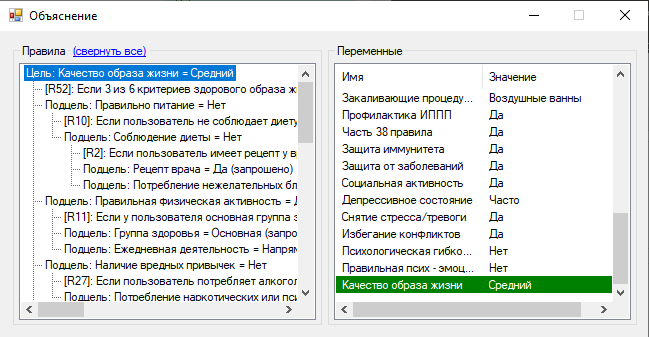 Объяснение
Правила (свернуть все)
Цель: Качество образа жизни = Средний
[R52]: Если 3 из 6 критериев здорового образа ж
Подцель: Правильно питание = Нет
[R10]: Если пользователь не соблюдает диету
Подцель: Соблюдение диеты = Нет
[R2]: Если пользователь имеет рецепт у в
Подцель: Рецепт врача = Да (запрошено)
Подцель: Потребление нежелательных бл
Подцель: Правильная физическая активность = Д
[R11]: Если у пользователя основная группа з
Подцель: Группа здоровья = Основная (запро
Подцель: Ежедневная деятельность = Напрям
Подцель: Наличие вредных привычек = Нет
[R27]: Если пользователь потребляет алкогол
Подцель: Потребление наркотических или пси
Переменные
Имя Значение
Закаливающие процеду... Воздушные ванны
Профилактика ИППП Да
Часть 38 правила Да
Защита иммунитета Да
Защита от заболеваний Да
Социальная активность Да
Депрессивное состояние Часто
Снятие стресса/тревоги Да
Избегание конфликтов Да
Психологическая гибко... Нет
Правильная псих - эмоц... Нет
Качество образа жизни Средний